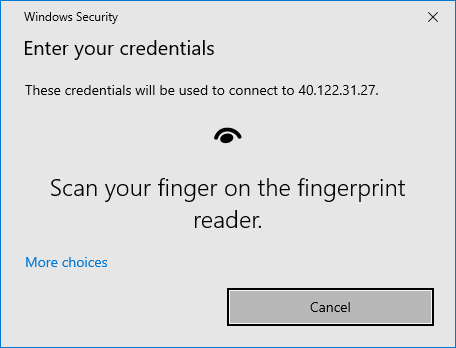 Windows Security
Enter your credentials
These credentials will be used to connect to 40.122.31.27.
Scan your finger on the fingerprint
reader.
More choices
Cancel